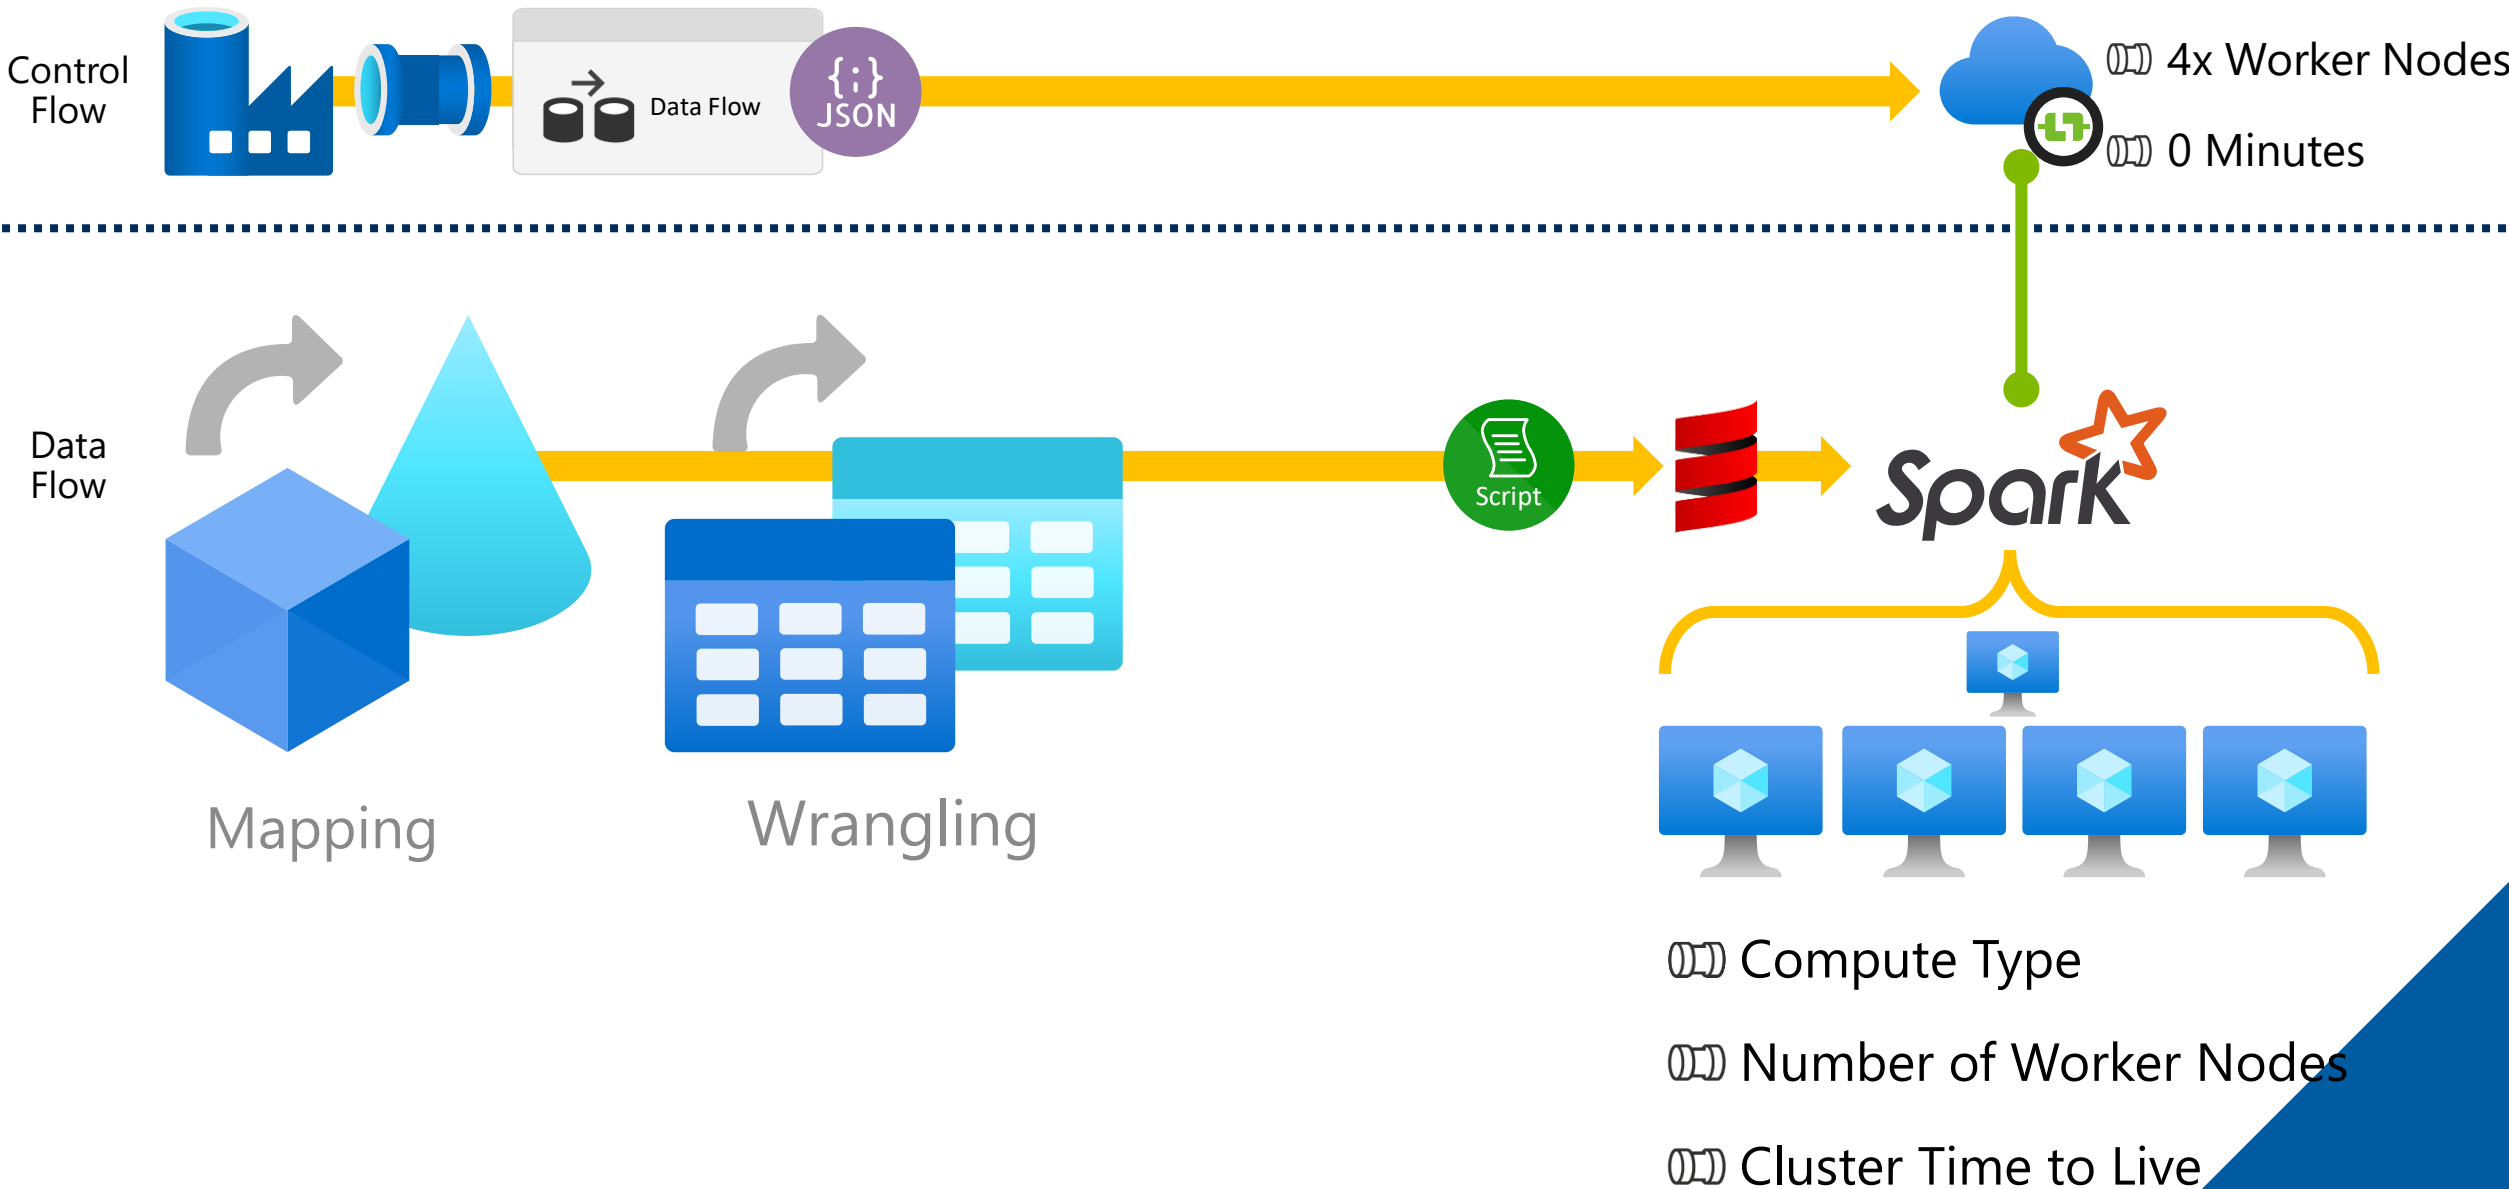 Control
Flow
Data Flow
{;}
JSON
4x Worker Nodes
0 Minutes
Data
Flow
Script
Spark
Mapping
Wrangling
Compute Type
Number of Worker Nodes
Cluster Time to Live